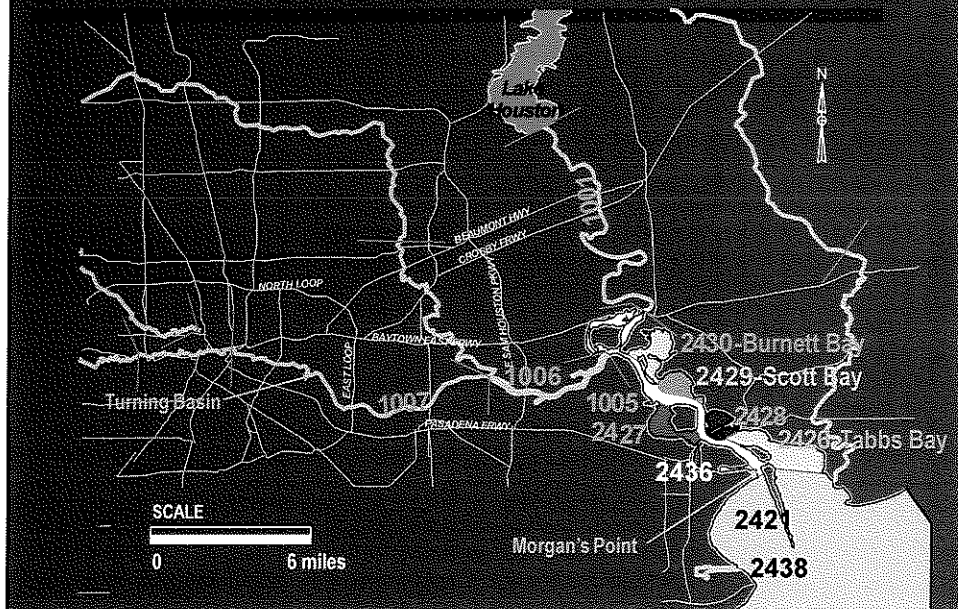 Lake
Houston
N
1001
BEAUMONT HWY
CROSBY FRWY
NORTH LOOP
BAYTOWN EAST FRWY
EAST LOOP
E SAM HOUSTON PKWY
2430-Burnett Bay
1006
2429-Scott Bay
Turning Basin
1007
1005
2428
PASADENA FRWY
2427
2426-Tabbs Bay
2436
SCALE
2421
0 6 miles
Morgan's Point
2438